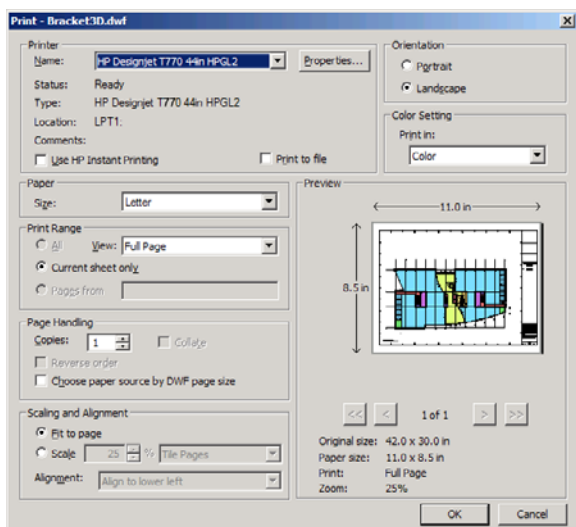 Print - Bracket3D.dwf
Printer
Name: HP Designjet T770 44in HPGL2 Properties...
Status: Ready
Type: HP Designjet T770 44in HPGL2
Location: LPT1:
Comments:
Use HP Instant Printing Print to file
Orientation
Portrait
Landscape
Color Setting
Print in:
Color
Paper
Size: Letter
Print Range
All View: Full Page
Current sheet only
Pages from
Page Handling
Copies: 1 Collate
Reverse order
Choose paper source by DWF page size
Scaling and Alignment
Fit to page
Scale 25 % Tile Pages
Alignment: Align to lower left
Preview
11.0 in
8.5 in
<< < 1 of 1 > >>
Original size: 42.0 x 30.0 in
Paper size: 11.0 x 8.5 in
Print: Full Page
Zoom: 25%
OK Cancel